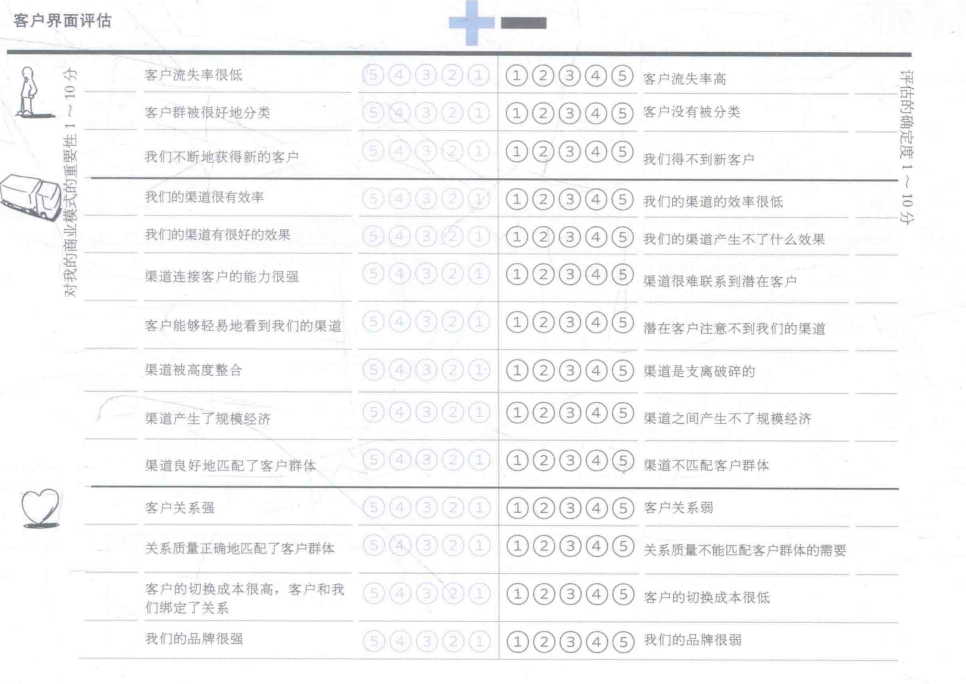 客户界面评估
对我的商业模式的重要性 1 ~ 10 分
评估的确定度 1 ~ 10 分
客户流失率很低 ⑤④③②① ①②③④⑤ 客户流失率高
客户群被很好地分类 ⑤④③②① ①②③④⑤ 客户没有被分类
我们不断地获得新的客户 ⑤④③②① ①②③④⑤ 我们得不到新客户
我们的渠道很有效率 ⑤④③②① ①②③④⑤ 我们的渠道的效率很低
我们的渠道有很好的效果 ⑤④③②① ①②③④⑤ 我们的渠道产生不了什么效果
渠道连接客户的能力很强 ⑤④③②① ①②③④⑤ 渠道很难联系到潜在客户
客户能够轻易地看到我们的渠道 ⑤④③②① ①②③④⑤ 潜在客户注意不到我们的渠道
渠道被高度整合 ⑤④③②① ①②③④⑤ 渠道是支离破碎的
渠道产生了规模经济 ⑤④③②① ①②③④⑤ 渠道之间产生不了规模经济
渠道良好地匹配了客户群体 ⑤④③②① ①②③④⑤ 渠道不匹配客户群体
客户关系强 ⑤④③②① ①②③④⑤ 客户关系弱
关系质量正确地匹配了客户群体 ⑤④③②① ①②③④⑤ 关系质量不能匹配客户群体的需要
客户的切换成本很高，客户和我
们绑定了关系 ⑤④③②① ①②③④⑤ 客户的切换成本很低
我们的品牌很强 ⑤④③②① ①②③④⑤ 我们的品牌很弱